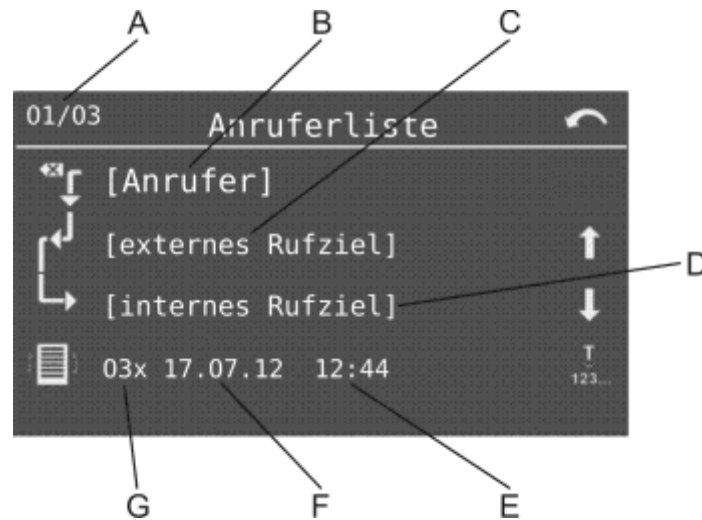 A B C
01/03 Anruferliste
[Anrufer]
[externes Rufziel]
D
[internes Rufziel]
T
03x 17.07.12 12:44
123...
G F E